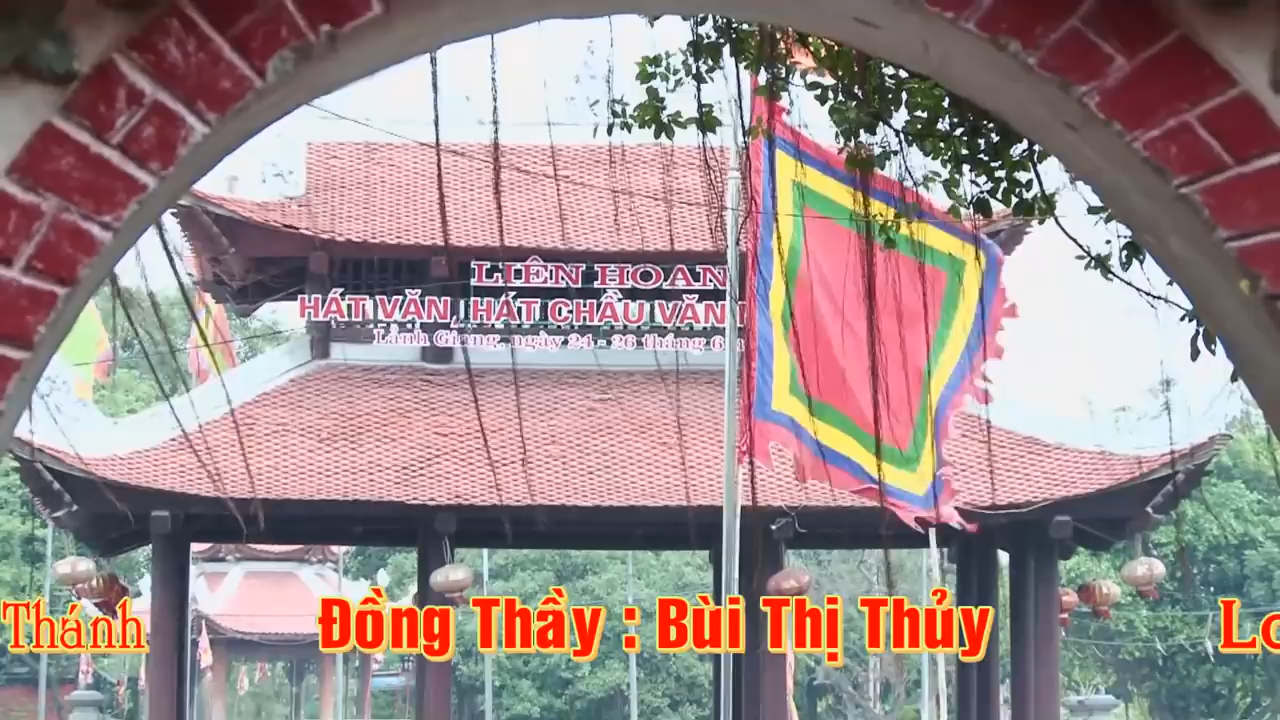 LIÊN HOAN
HÁT VĂN, HÁT CHẦU VĂN
Lảnh Giang, ngày 24 - 26 tháng 6
Thánh
Đồng Thầy : Bùi Thị Thủy